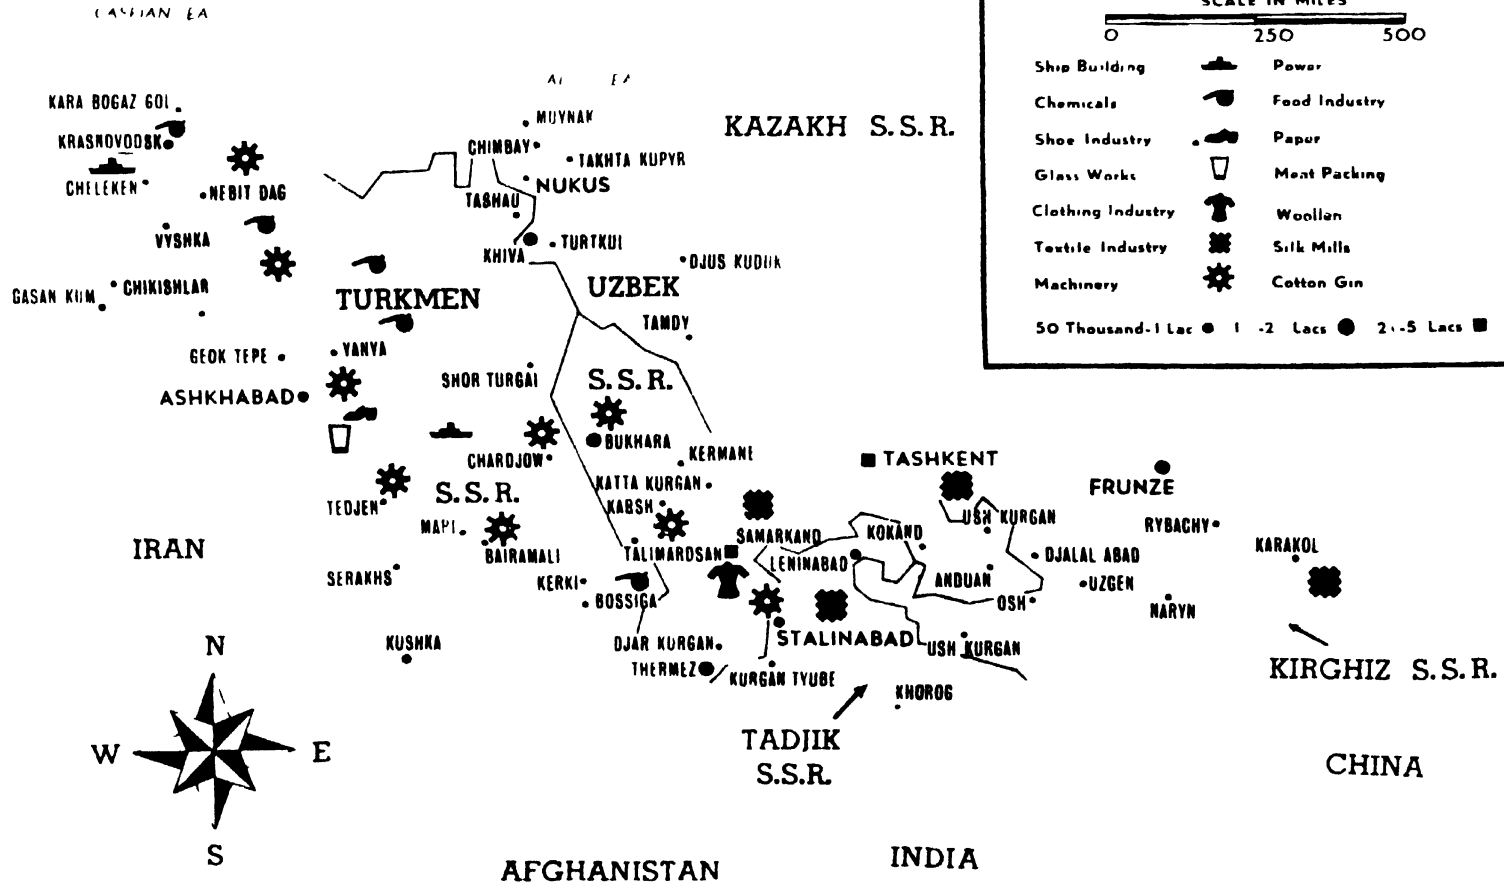 SCALE IN MILES
0 250 500
Ship Building Power
Chemicals Food Industry
Shoe Industry Paper
Glass Works Meat Packing
Clothing Industry Woollen
Textile Industry Silk Mills
Machinery Cotton Gin
50 Thousand-1 Lac 1 -2 Lacs 2 -5 Lacs
KARA BOGAZ GOL
KRASNOVODSK
CHELEKEN
NEBIT DAG
VYSHKA
CHIKISHLAR
GASAN KUM
GEOK TEPE
YANYA
ASHKHABAD
TURKMEN
S.S.R.
MUYNAK
CHIMBAY
TAKHTA KUPYR
NUKUS
TASHAU
TURTKUL
KHIVA
KAZAKH S.S.R.
DJUS KUDUK
UZBEK
S.S.R.
TAMDY
SHOR TURGAI
BUKHARA
CHARDJOW
KERMANE
KATTA KURGAN
KABSH
TEDJEN
BAIRAMALI
SERAKHS
KUSHKA
KERKI
BOSSIGA
TALIMARDSAN
SAMARKAND
LENINABAD
KOKAND
TASHKENT
USH KURGAN
FRUNZE
RYBACHY
KARAKOL
DJALAL ABAD
ANDUAN
UZGEN
OSH
NARYN
STALINABAD
USH KURGAN
DJAR KURGAN
THERMEZ
KURGAN TYUBE
KHOROG
TADJIK
S.S.R.
KIRGHIZ S.S.R.
IRAN
CHINA
INDIA
AFGHANISTAN
N
W E
S